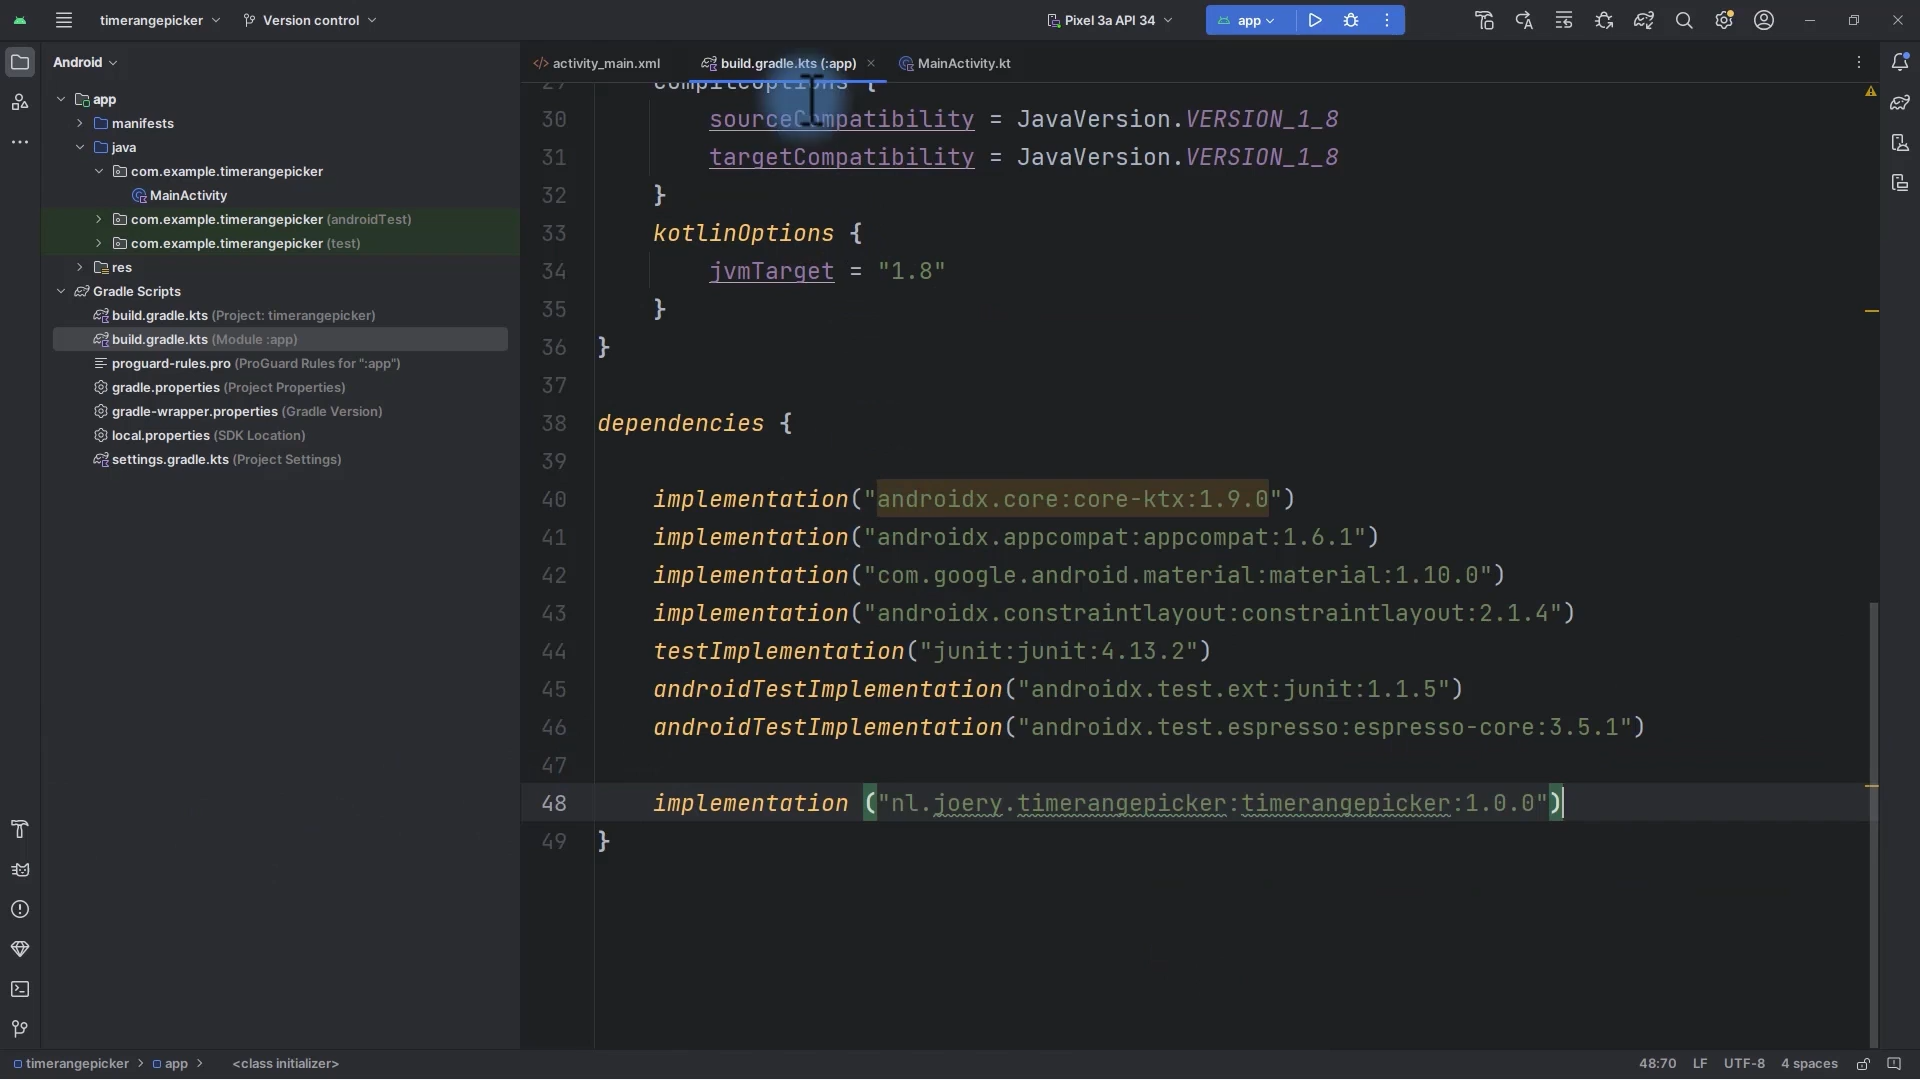 timerangepicker
Version control
Pixel 3a API 34
app
Android
activity_main.xml
build.gradle.kts (:app)
MainActivity.kt
app
manifests
java
com.example.timerangepicker
MainActivity
com.example.timerangepicker (androidTest)
com.example.timerangepicker (test)
res
Gradle Scripts
build.gradle.kts (Project: timerangepicker)
build.gradle.kts (Module :app)
proguard-rules.pro (ProGuard Rules for ":app")
gradle.properties (Project Properties)
gradle-wrapper.properties (Gradle Version)
local.properties (SDK Location)
settings.gradle.kts (Project Settings)
29 compileOptions {
30 sourceCompatibility = JavaVersion.VERSION_1_8
31 targetCompatibility = JavaVersion.VERSION_1_8
32 }
33 kotlinOptions {
34 jvmTarget = "1.8"
35 }
36 }
37
38 dependencies {
39
40 implementation("androidx.core:core-ktx:1.9.0")
41 implementation("androidx.appcompat:appcompat:1.6.1")
42 implementation("com.google.android.material:material:1.10.0")
43 implementation("androidx.constraintlayout:constraintlayout:2.1.4")
44 testImplementation("junit:junit:4.13.2")
45 androidTestImplementation("androidx.test.ext:junit:1.1.5")
46 androidTestImplementation("androidx.test.espresso:espresso-core:3.5.1")
47
48 implementation ("nl.joery.timerangepicker:timerangepicker:1.0.0")
49 }
timerangepicker > app > <class initializer>
48:70 LF UTF-8 4 spaces